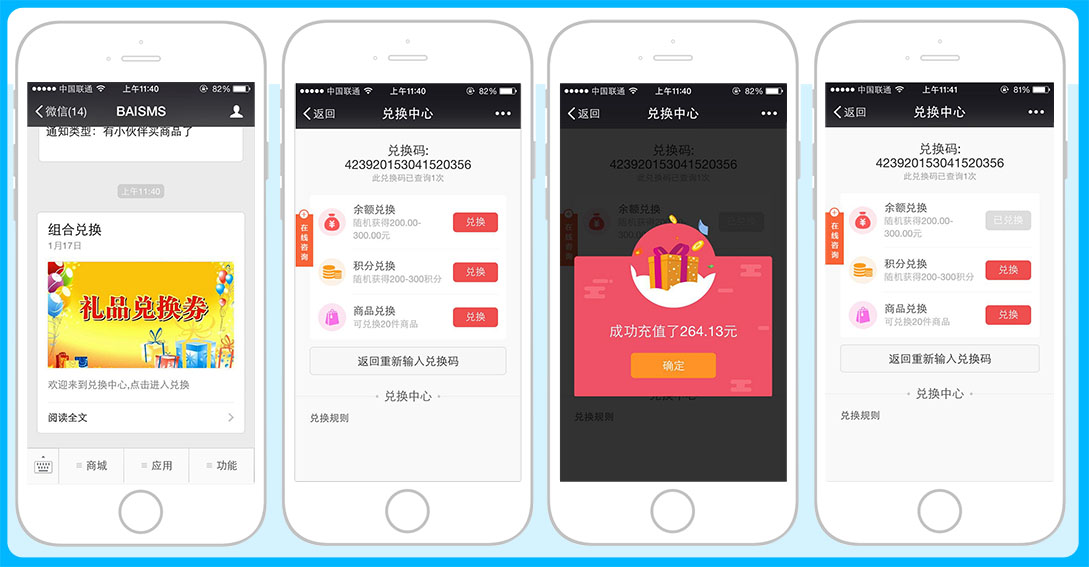 中国联通 上午11:40 82%
微信(14) BAISMS
通知类型：有小伙伴买商品了
上午11:40
组合兑换
1月17日
礼品兑换券
欢迎来到兑换中心,点击进入兑换
阅读全文
商城 应用 功能
中国联通 上午11:40 82%
返回 兑换中心
兑换码:
423920153041520356
此兑换码已查询1次
在线咨询
余额兑换
随机获得200.00-
300.00元
兑换
积分兑换
随机获得200-300积分
兑换
商品兑换
可兑换20件商品
兑换
返回重新输入兑换码
兑换中心
兑换规则
中国联通 上午11:40 82%
返回 兑换中心
兑换码:
423920153041520356
此兑换码已查询1次
在线咨询
余额兑换
随机获得200.00-
已兑换
成功充值了264.13元
确定
兑换中心
兑换规则
中国联通 上午11:41 81%
返回 兑换中心
兑换码:
423920153041520356
此兑换码已查询1次
在线咨询
余额兑换
随机获得200.00-
300.00元
已兑换
积分兑换
随机获得200-300积分
兑换
商品兑换
可兑换20件商品
兑换
返回重新输入兑换码
兑换中心
兑换规则